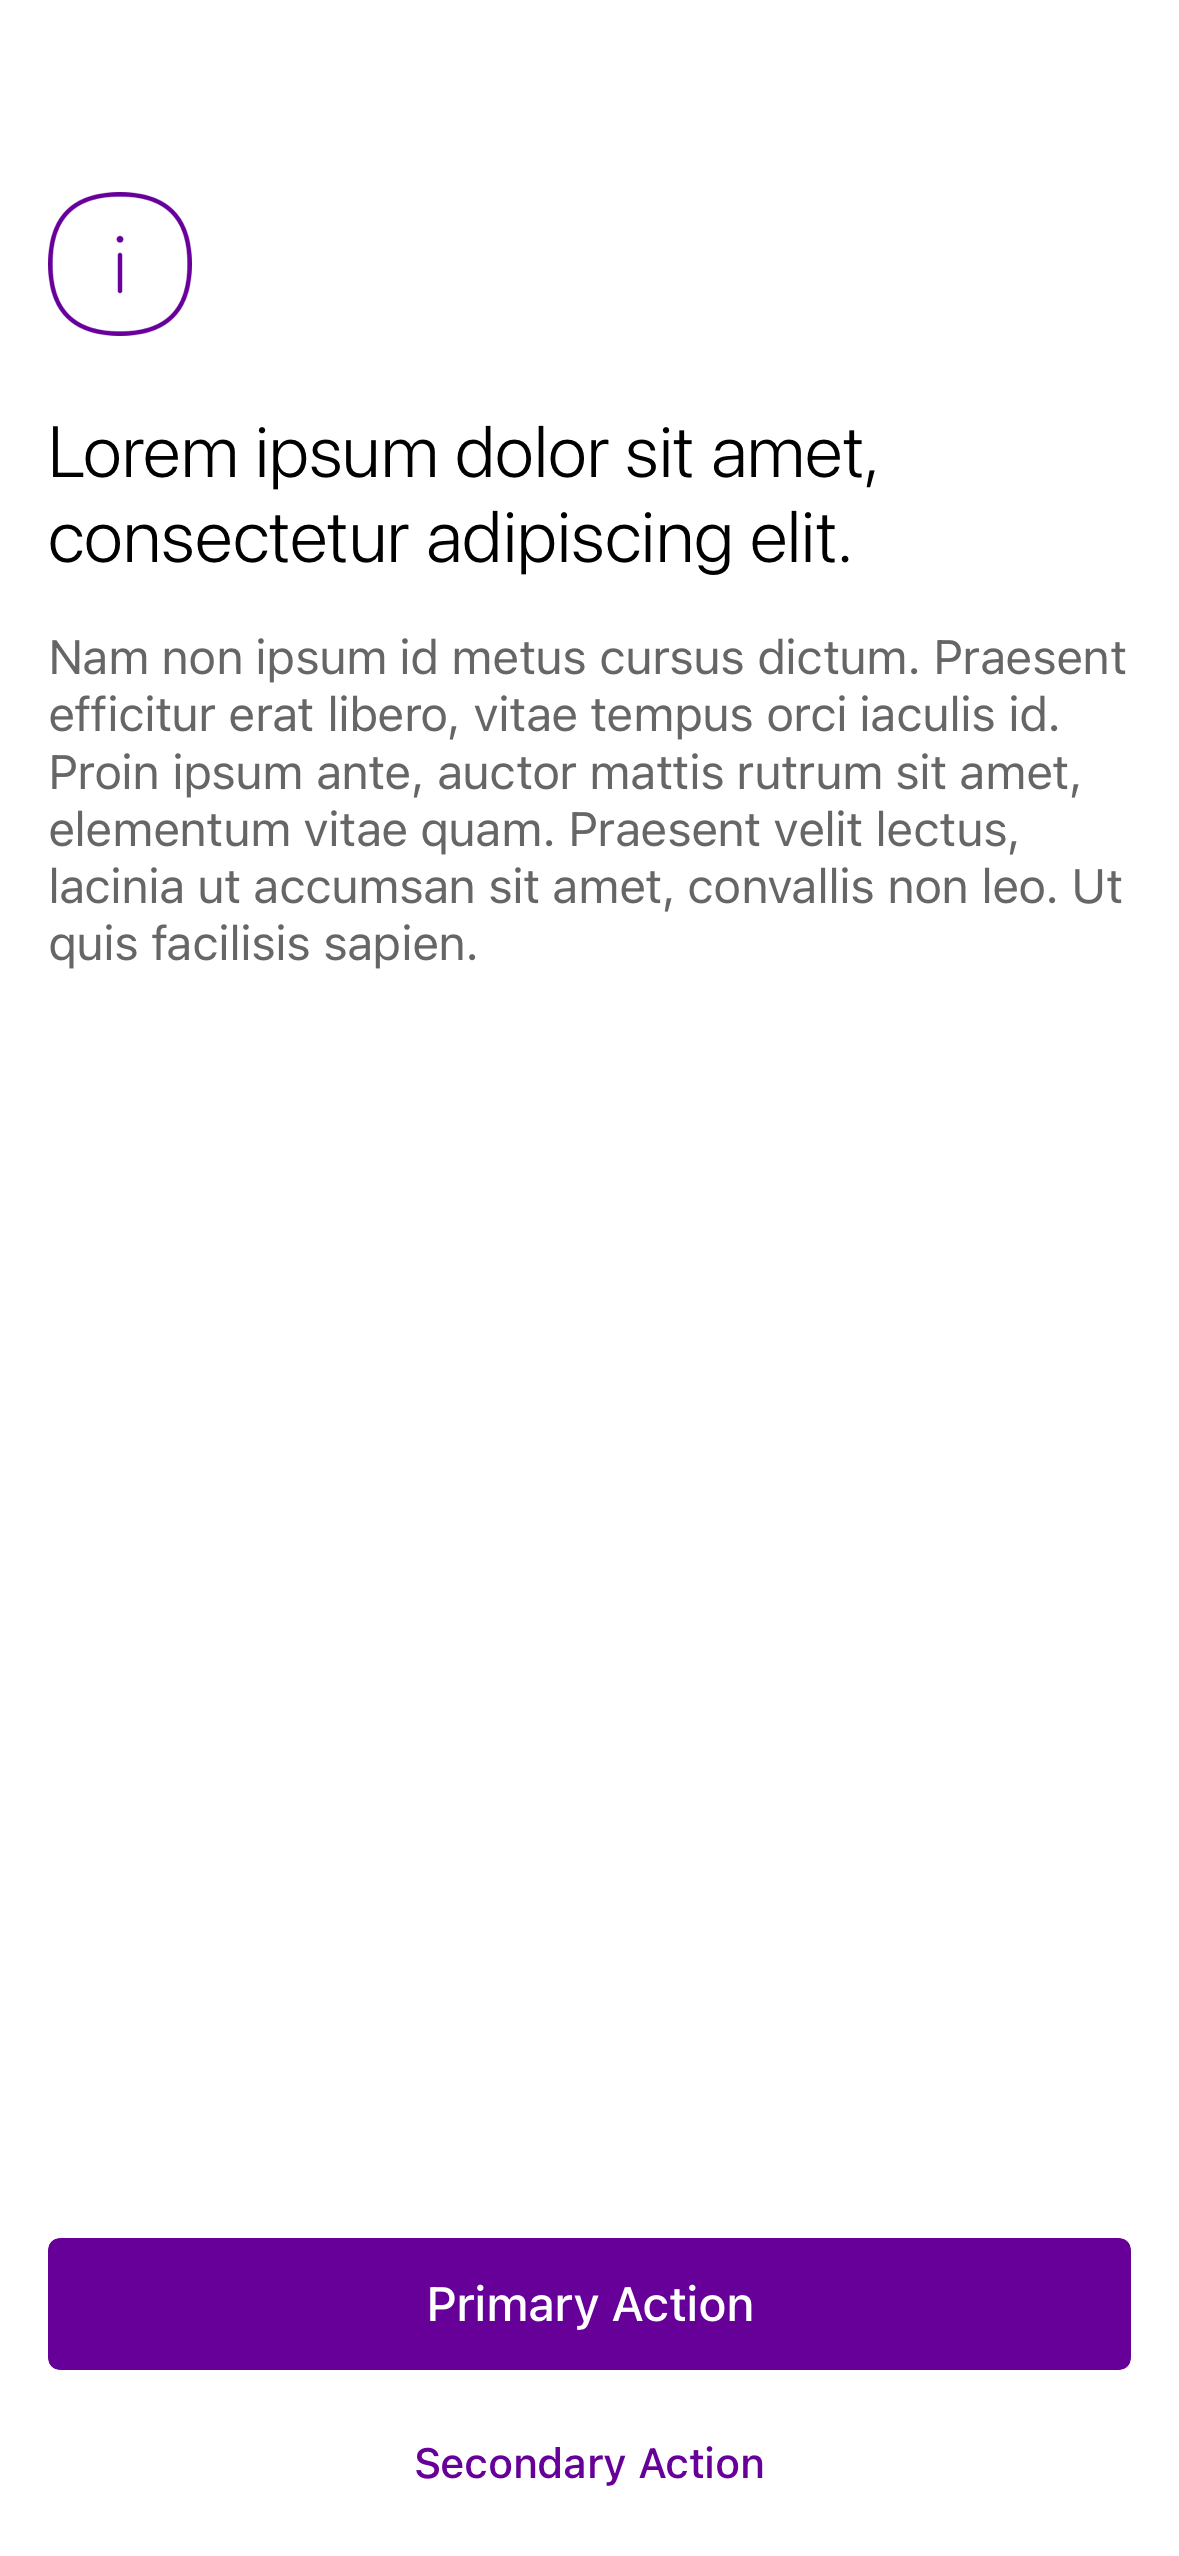 i
Lorem ipsum dolor sit amet,
consectetur adipiscing elit.
Nam non ipsum id metus cursus dictum. Praesent
efficitur erat libero, vitae tempus orci iaculis id.
Proin ipsum ante, auctor mattis rutrum sit amet,
elementum vitae quam. Praesent velit lectus,
lacinia ut accumsan sit amet, convallis non leo. Ut
quis facilisis sapien.
Primary Action
Secondary Action